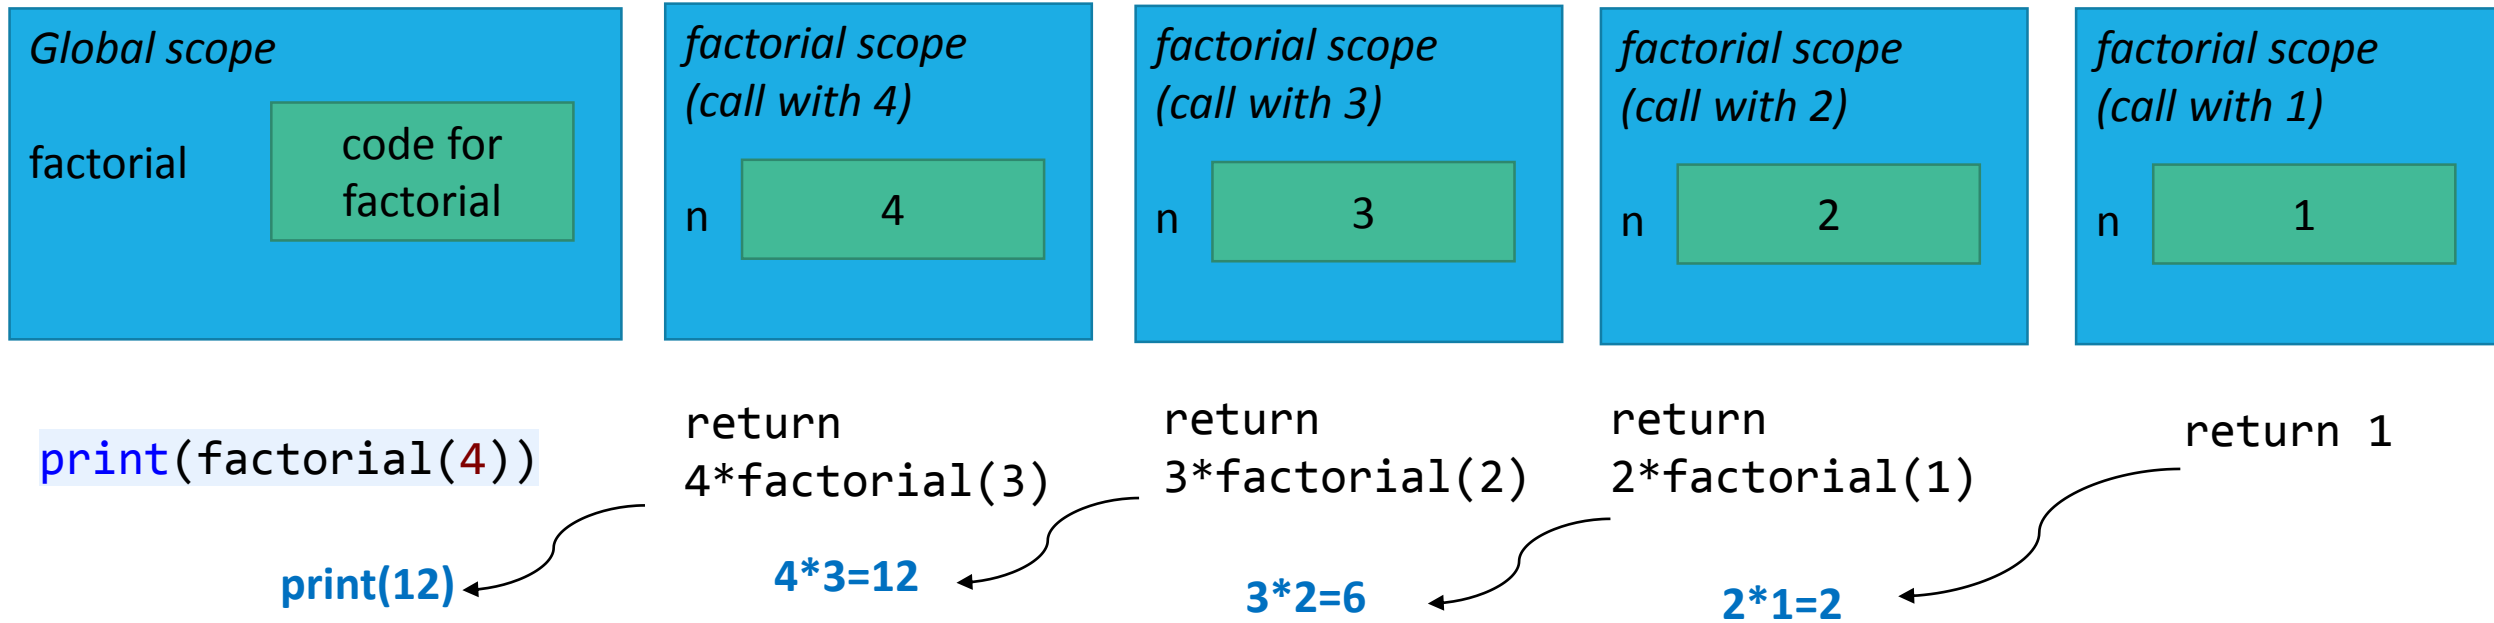 Global scope
factorial
code for
factorial
factorial scope
(call with 4)
n
4
factorial scope
(call with 3)
n
3
factorial scope
(call with 2)
n
2
factorial scope
(call with 1)
n
1
print(factorial(4))
print(12)
return
4*factorial(3)
4*3=12
return
3*factorial(2)
3*2=6
return
2*factorial(1)
2*1=2
return 1